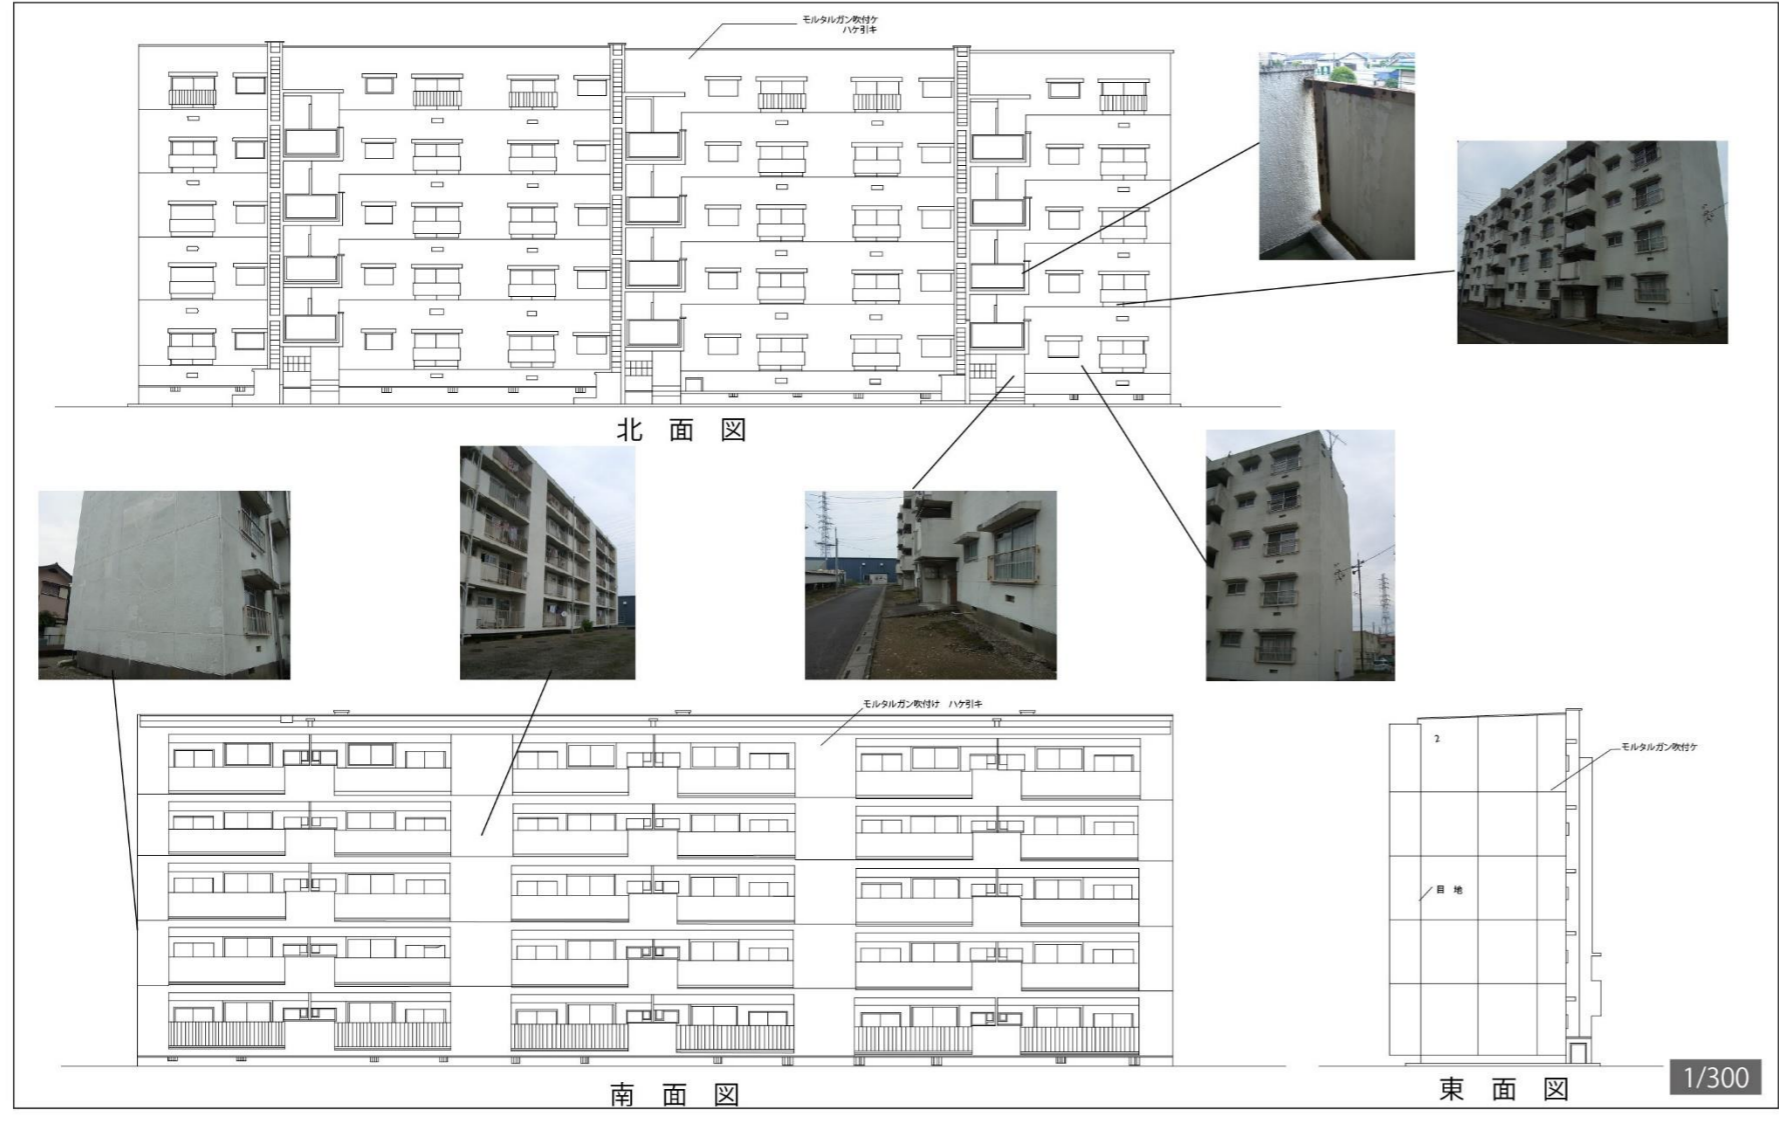 モルタルガン吹付ケ
ハケ引キ
北 面 図
モルタルガン吹付け ハケ引キ
2
モルタルガン吹付ケ
目 地
南 面 図
東 面 図
1/300